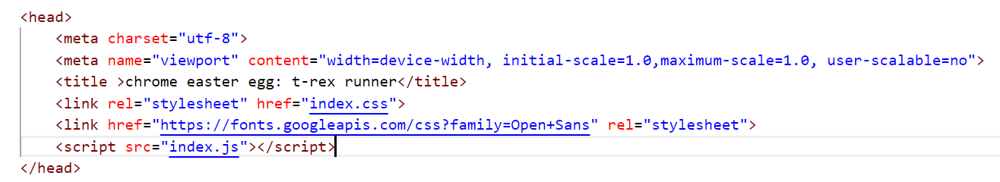 <head>
<meta charset="utf-8">
<meta name="viewport" content="width=device-width, initial-scale=1.0,maximum-scale=1.0, user-scalable=no">
<title >chrome easter egg: t-rex runner</title>
<link rel="stylesheet" href="index.css">
<link href="https://fonts.googleapis.com/css?family=Open+Sans" rel="stylesheet">
<script src="index.js"></script>
</head>